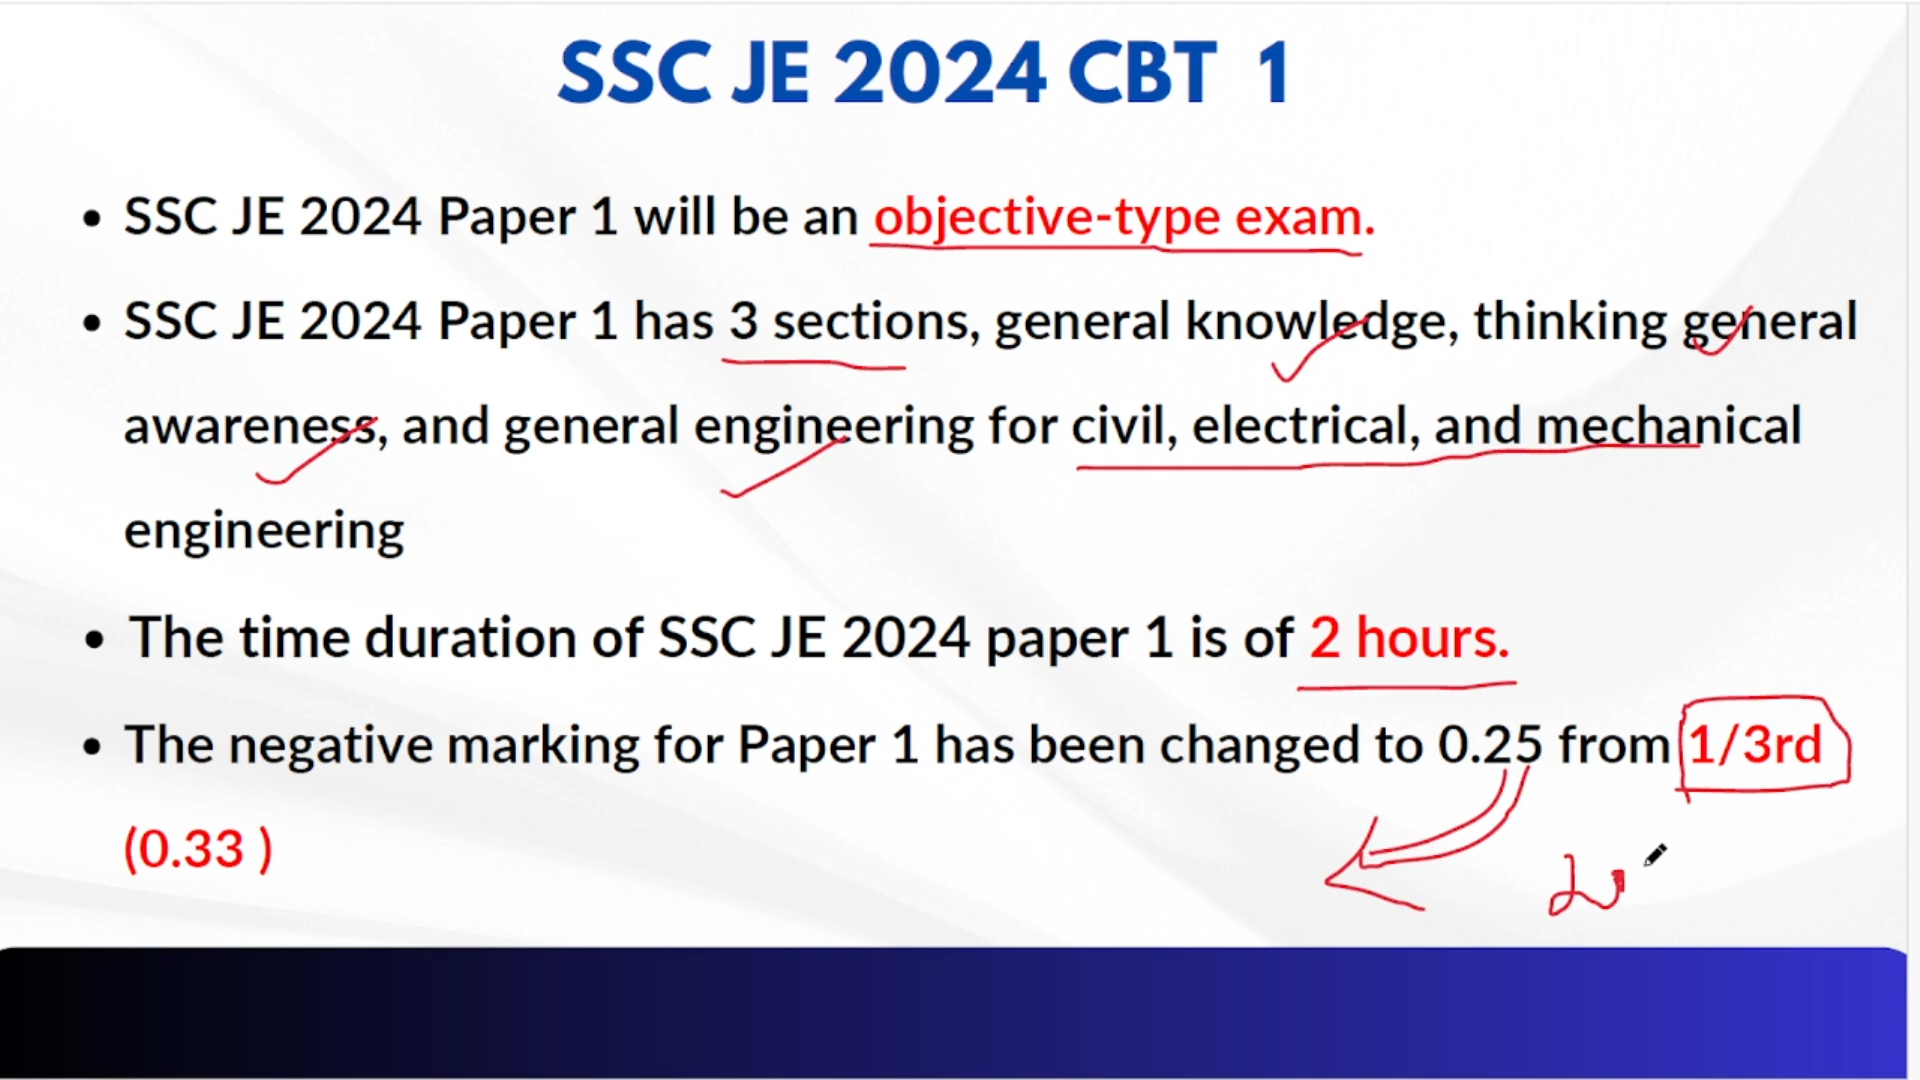 SSC JE 2024 CBT 1
• SSC JE 2024 Paper 1 will be an objective-type exam.
• SSC JE 2024 Paper 1 has 3 sections, general knowledge, thinking general
awareness, and general engineering for civil, electrical, and mechanical
engineering
• The time duration of SSC JE 2024 paper 1 is of 2 hours.
• The negative marking for Paper 1 has been changed to 0.25 from 1/3rd
(0.33 )